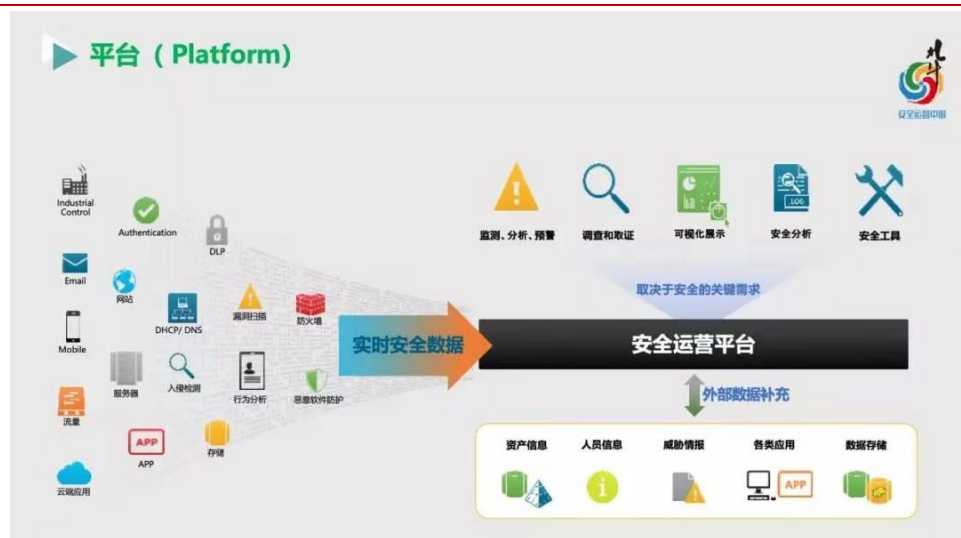 平台（Platform）
安全运营中国
Industrial
Control
Authentication
DLP
Email
网站
DHCP/ DNS
漏洞扫描
防火墙
Mobile
服务器
入侵检测
行为分析
恶意软件防护
流量
APP
APP
存储
云端应用
实时安全数据
.LOG
监测、分析、预警
调查和取证
可视化展示
安全分析
安全工具
取决于安全的关键需求
安全运营平台
外部数据补充
资产信息
人员信息
威胁情报
各类应用
数据存储
APP